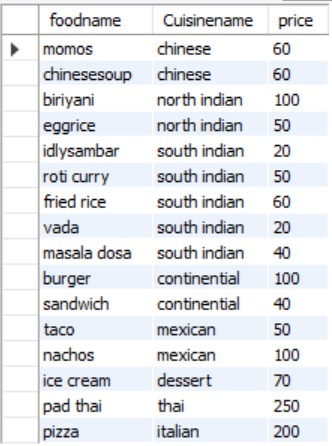 foodname Cuisinename price
momos chinese 60
chinesesoup chinese 60
biriyani north indian 100
eggrice north indian 50
idlysambar south indian 20
roti curry south indian 50
fried rice south indian 60
vada south indian 20
masala dosa south indian 40
burger continental 100
sandwich continental 40
taco mexican 50
nachos mexican 100
ice cream dessert 70
pad thai thai 250
pizza italian 200